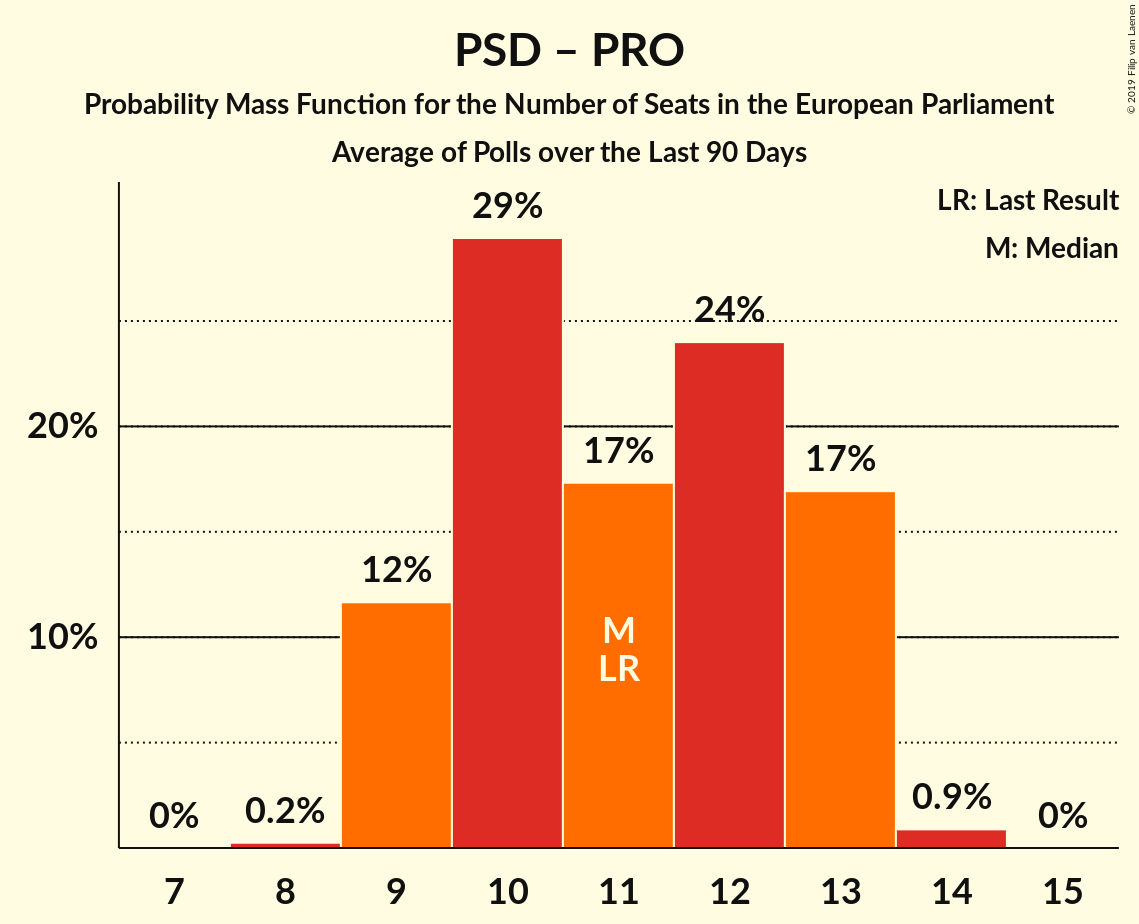 PSD – PRO
Probability Mass Function for the Number of Seats in the European Parliament
Average of Polls over the Last 90 Days
© 2019 Filip van Laenen
LR: Last Result
M: Median
29%
24%
20%
17%
17%
12%
M
LR
10%
0%
0.2%
0.9%
0%
7 8 9 10 11 12 13 14 15